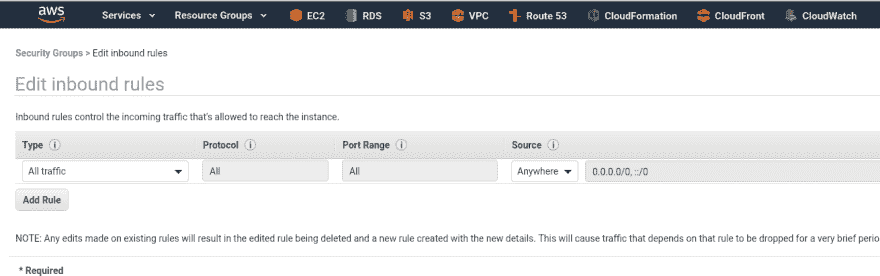 aws Services Resource Groups EC2 RDS S3 VPC Route 53 CloudFormation CloudFront CloudWatch
Security Groups > Edit inbound rules
Edit inbound rules
Inbound rules control the incoming traffic that's allowed to reach the instance.
Type i Protocol i Port Range i Source i
All traffic All All Anywhere 0.0.0.0/0, ::/0
Add Rule
NOTE: Any edits made on existing rules will result in the edited rule being deleted and a new rule created with the new details. This will cause traffic that depends on that rule to be dropped for a very brief perio
* Required